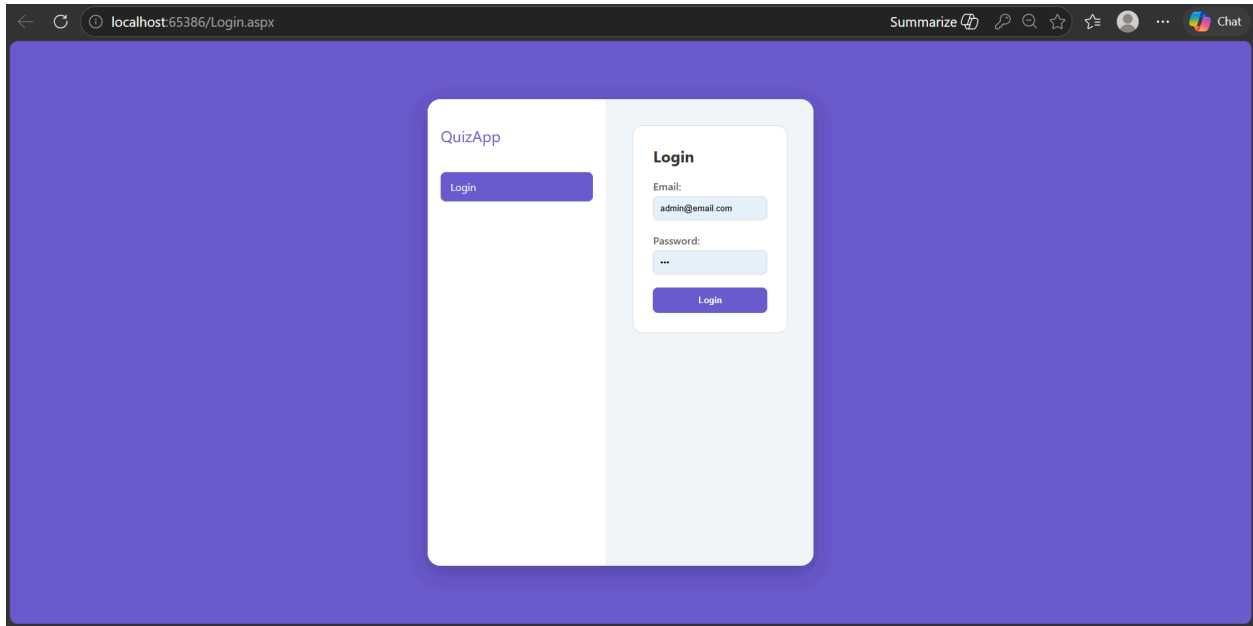 localhost:65386/Login.aspx
Summarize
Chat
QuizApp
Login
Login
Email:
admin@email.com
Password:
•••
Login